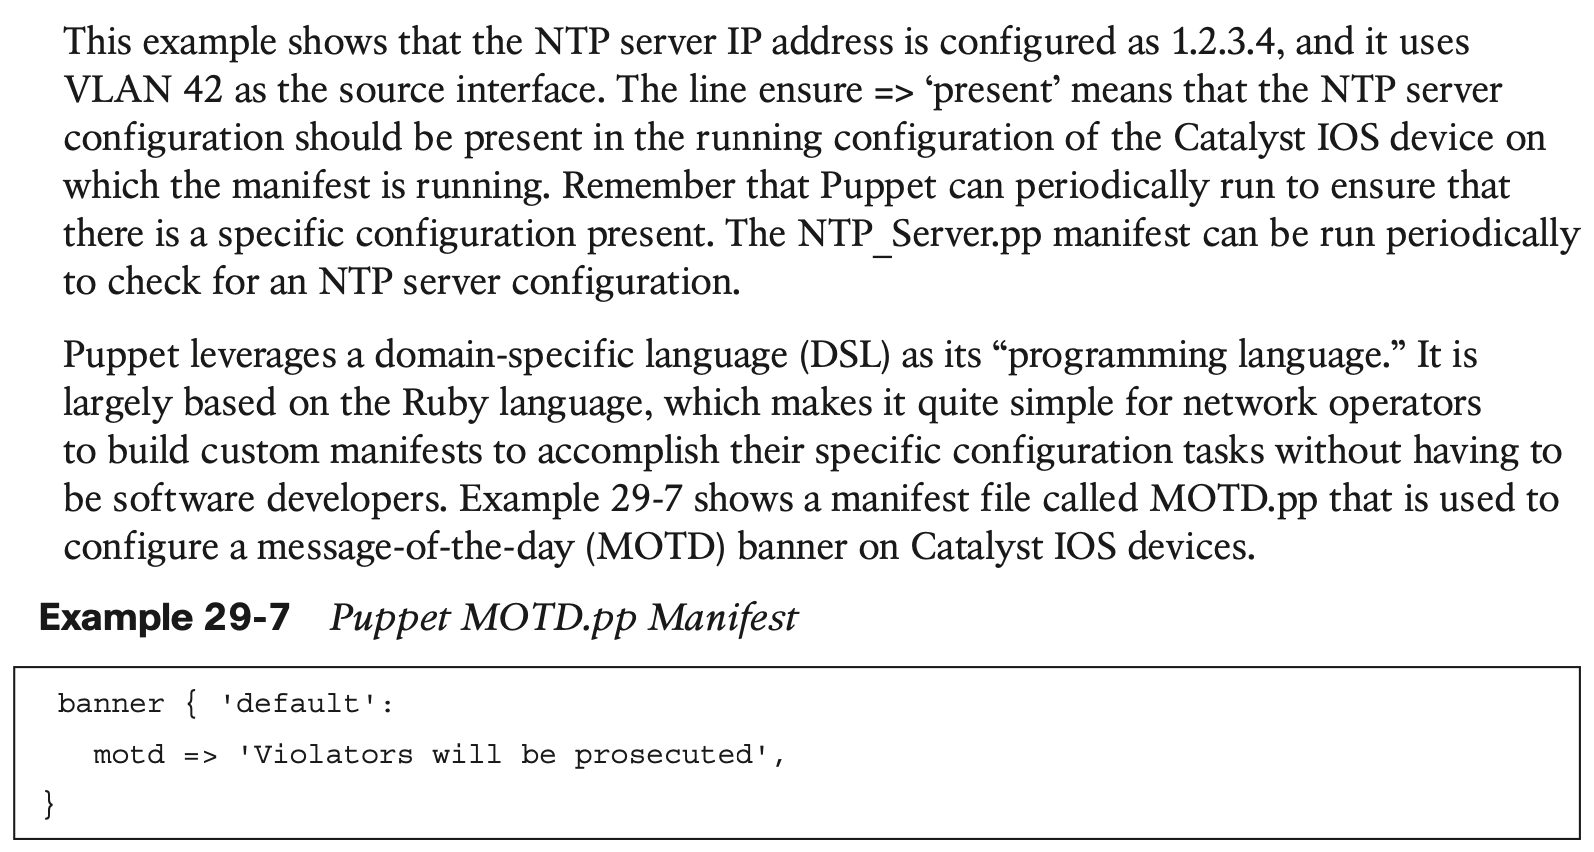 This example shows that the NTP server IP address is configured as 1.2.3.4, and it uses
VLAN 42 as the source interface. The line ensure => ‘present’ means that the NTP server
configuration should be present in the running configuration of the Catalyst IOS device on
which the manifest is running. Remember that Puppet can periodically run to ensure that
there is a specific configuration present. The NTP_Server.pp manifest can be run periodically
to check for an NTP server configuration.
Puppet leverages a domain-specific language (DSL) as its “programming language.” It is
largely based on the Ruby language, which makes it quite simple for network operators
to build custom manifests to accomplish their specific configuration tasks without having to
be software developers. Example 29-7 shows a manifest file called MOTD.pp that is used to
configure a message-of-the-day (MOTD) banner on Catalyst IOS devices.
Example 29-7 Puppet MOTD.pp Manifest
banner { 'default':
motd => 'Violators will be prosecuted',
}